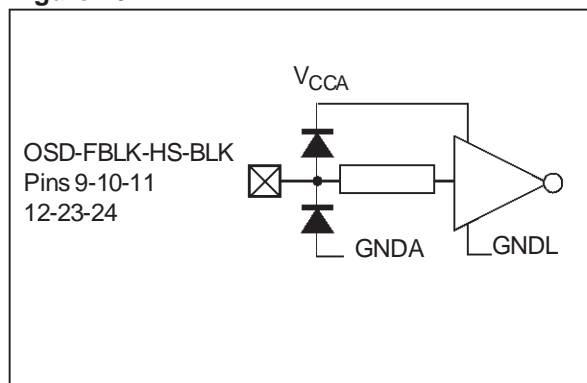 V_CCA
OSD-FBLK-HS-BLK
Pins 9-10-11
12-23-24
GNDA
GNDL